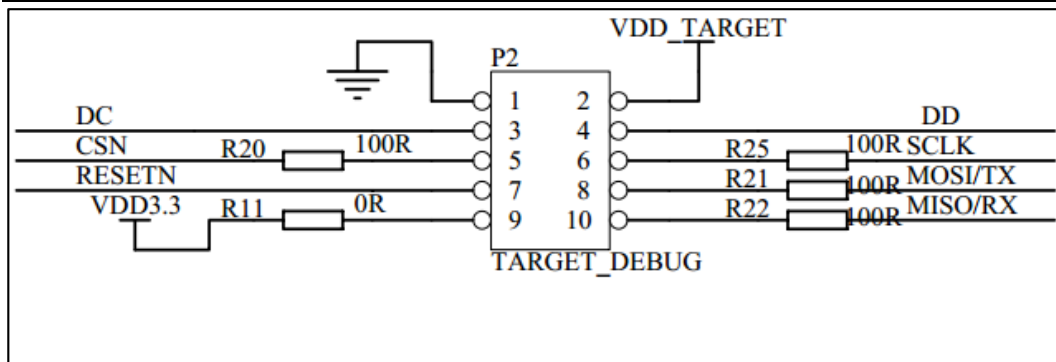 VDD_TARGET
P2
1 2
DC 3 4 DD
CSN R20 100R 5 6 R25 100R SCLK
RESETN 7 8 R21 100R MOSI/TX
VDD3.3 R11 0R 9 10 R22 100R MISO/RX
TARGET_DEBUG